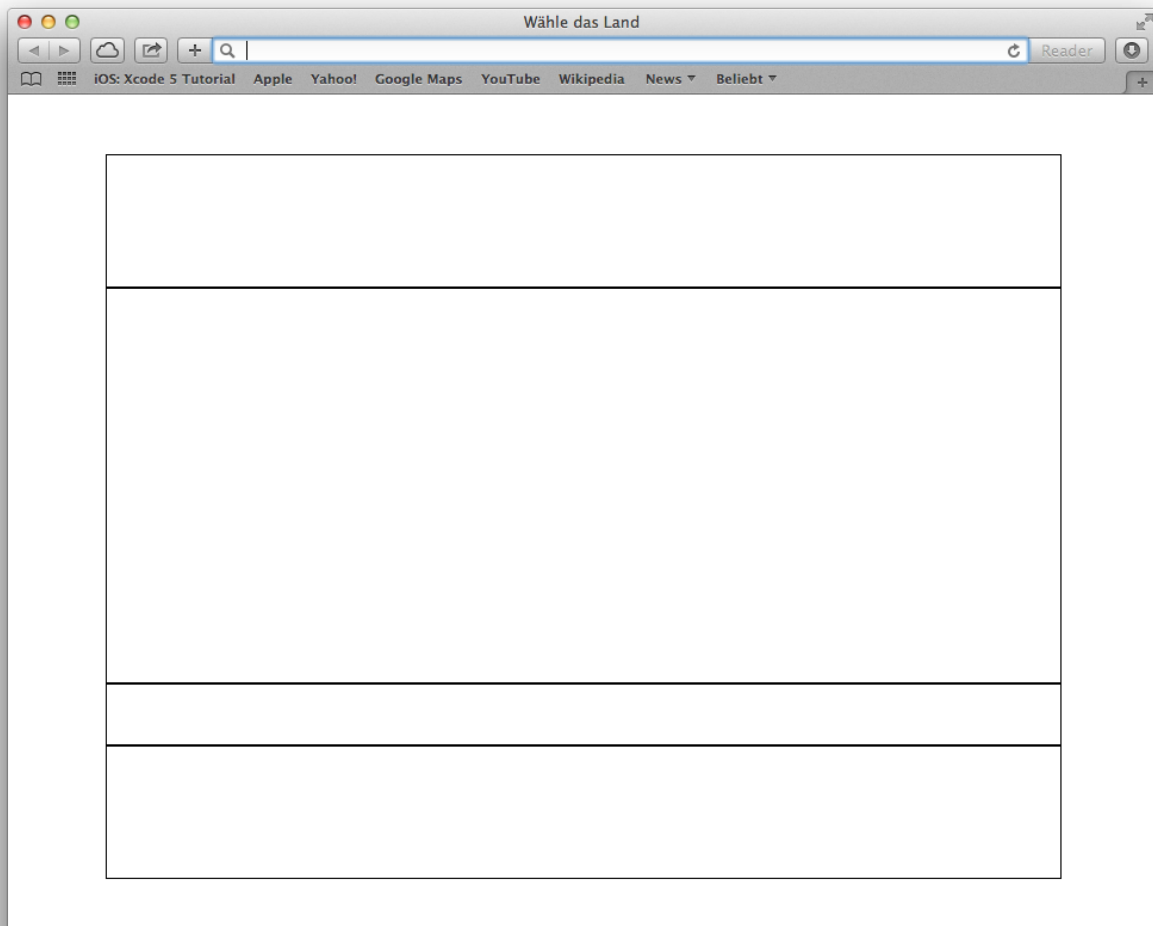 Wähle das Land
Reader
iOS: Xcode 5 Tutorial Apple Yahoo! Google Maps YouTube Wikipedia News Beliebt